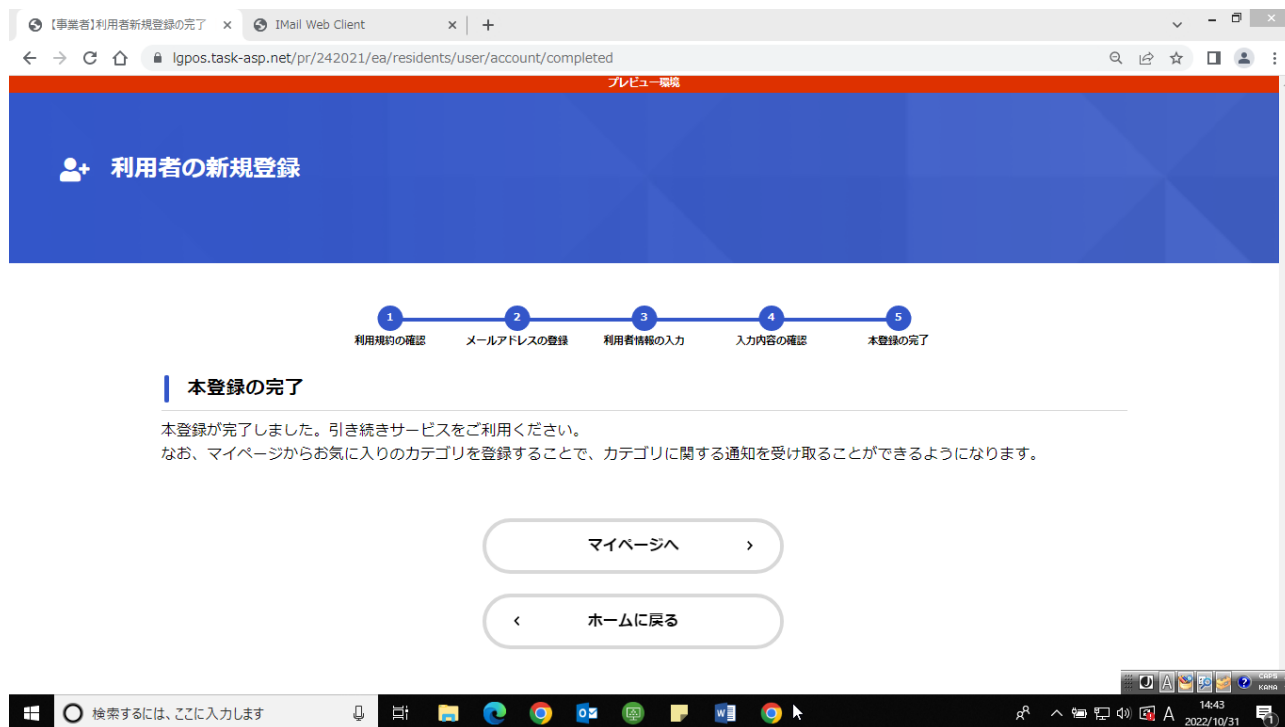 【事業者】利用者新規登録の完了
IMail Web Client
lgpos.task-asp.net/pr/242021/ea/residents/user/account/completed
プレビュー環境
利用者の新規登録
1 2 3 4 5
利用規約の確認 メールアドレスの登録 利用者情報の入力 入力内容の確認 本登録の完了
本登録の完了
本登録が完了しました。引き続きサービスをご利用ください。
なお、マイページからお気に入りのカテゴリを登録することで、カテゴリに関する通知を受け取ることができるようになります。
マイページへ
ホームに戻る
CAPS
KANA
検索するには、ここに入力します
A
14:43
2022/10/31